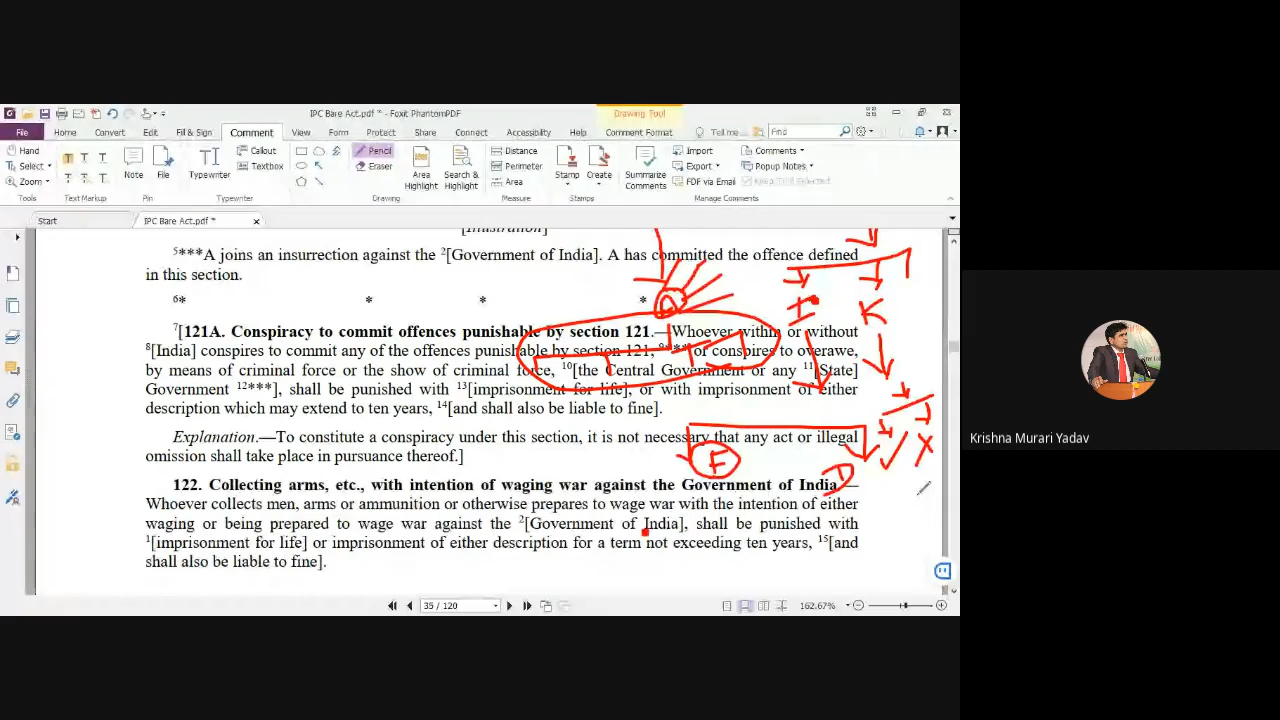 IPC Bare Act.pdf * - Foxit PhantomPDF
Drawing Tool
File Home Convert Edit Fill & Sign Comment View Form Protect Share Connect Accessibility Help Comment Format Tell me... Find
Hand
Select
Zoom
Tools
Text Markup
Note
File
Pin
Typewriter
Callout
Textbox
Typewriter
Pencil
Eraser
Area Highlight
Search & Highlight
Drawing
Distance
Perimeter
Area
Measure
Stamp
Create
Stamps
Summarize Comments
Import
Export
FDF via Email
Comments
Popup Notes
Keep Tool Selected
Manage Comments
Start IPC Bare Act.pdf *
[Illustration]
5***A joins an insurrection against the 2[Government of India]. A has committed the offence defined
in this section.
6* * * *
7[121A. Conspiracy to commit offences punishable by section 121.—Whoever within or without
8[India] conspires to commit any of the offences punishable by section 121, 9*** or conspires to overawe,
by means of criminal force or the show of criminal force, 10[the Central Government or any 11[State]
Government 12***], shall be punished with 13[imprisonment for life], or with imprisonment of either
description which may extend to ten years, 14[and shall also be liable to fine].
Explanation.—To constitute a conspiracy under this section, it is not necessary that any act or illegal
omission shall take place in pursuance thereof.]
122. Collecting arms, etc., with intention of waging war against the Government of India.—
Whoever collects men, arms or ammunition or otherwise prepares to wage war with the intention of either
waging or being prepared to wage war against the 2[Government of India], shall be punished with
1[imprisonment for life] or imprisonment of either description for a term not exceeding ten years, 15[and
shall also be liable to fine].
I K
F D
35 / 120
162.67%
Krishna Murari Yadav